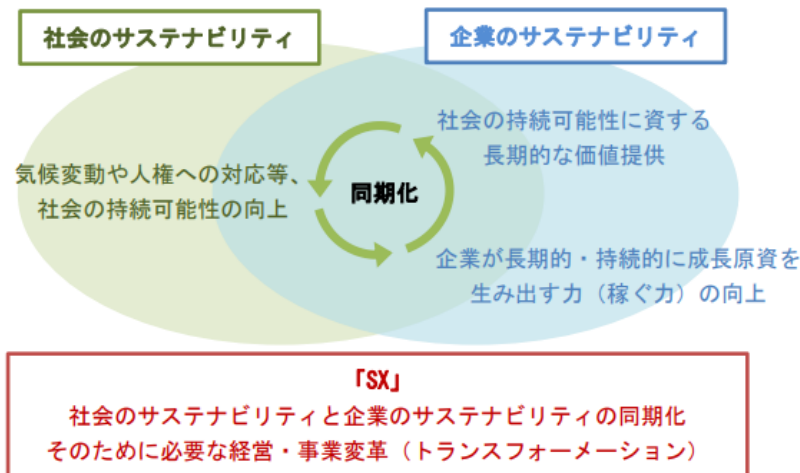 社会のサステナビリティ
企業のサステナビリティ
社会の持続可能性に資する
長期的な価値提供
気候変動や人権への対応等、
社会の持続可能性の向上
同期化
企業が長期的・持続的に成長原資を
生み出す力（稼ぐ力）の向上
「SX」
社会のサステナビリティと企業のサステナビリティの同期化
そのために必要な経営・事業変革（トランスフォーメーション）